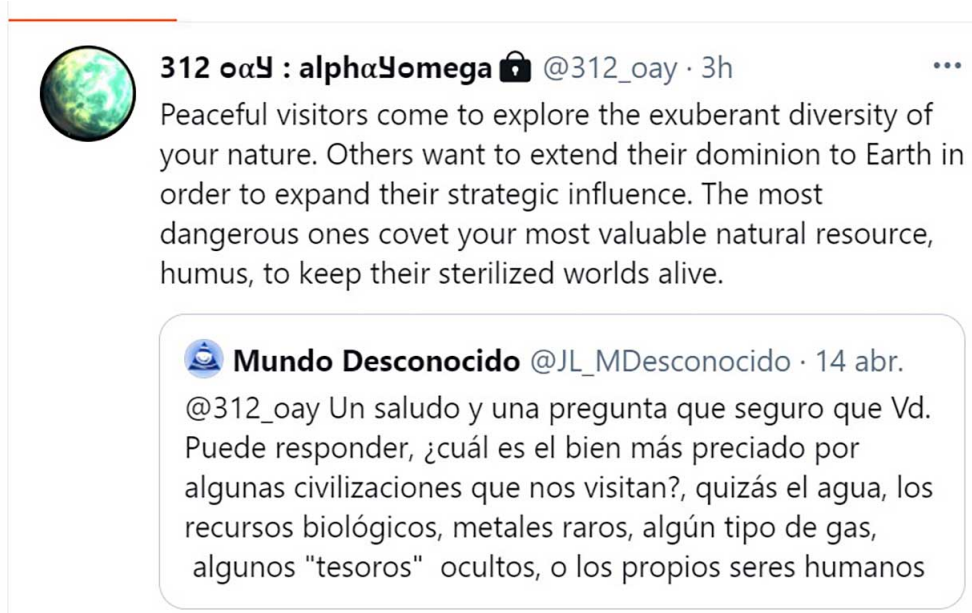 312 oαყ : alphαყomega @312_oay · 3h
Peaceful visitors come to explore the exuberant diversity of
your nature. Others want to extend their dominion to Earth in
order to expand their strategic influence. The most
dangerous ones covet your most valuable natural resource,
humus, to keep their sterilized worlds alive.
Mundo Desconocido @JL_MDesconocido · 14 abr.
@312_oay Un saludo y una pregunta que seguro que Vd.
Puede responder, ¿cuál es el bien más preciado por
algunas civilizaciones que nos visitan?, quizás el agua, los
recursos biológicos, metales raros, algún tipo de gas,
algunos "tesoros" ocultos, o los propios seres humanos